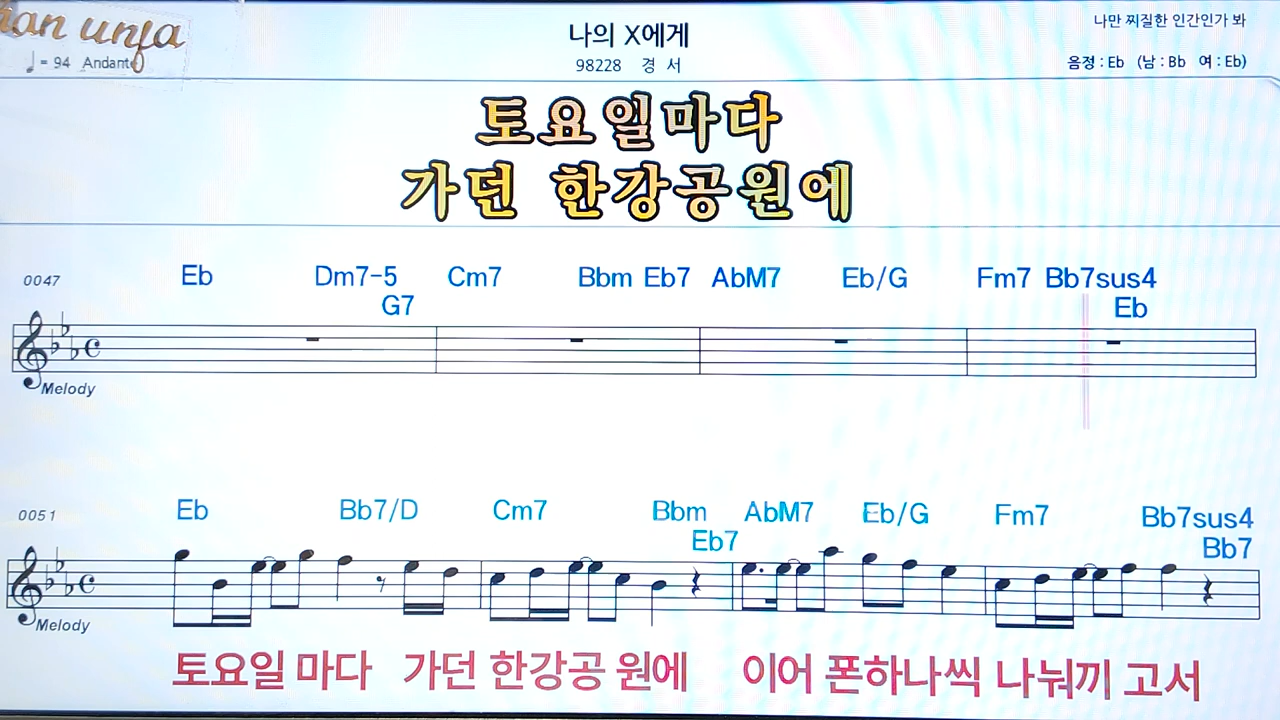 나의 X에게
나만 찌질한 인간인가 봐
♩= 94 Andante
98228 경 서
음정 : Eb (남 : Bb 여 : Eb)
토요일마다
가던 한강공원에
0047
Eb Dm7-5 Cm7 Bbm Eb7 AbM7 Eb/G Fm7 Bb7sus4
G7 Eb
Melody
0051
Eb Bb7/D Cm7 Bbm AbM7 Eb/G Fm7 Bb7sus4
Eb7 Bb7
Melody
토요일 마다 가던 한강공 원에 이어 폰하나씩 나눠끼 고서